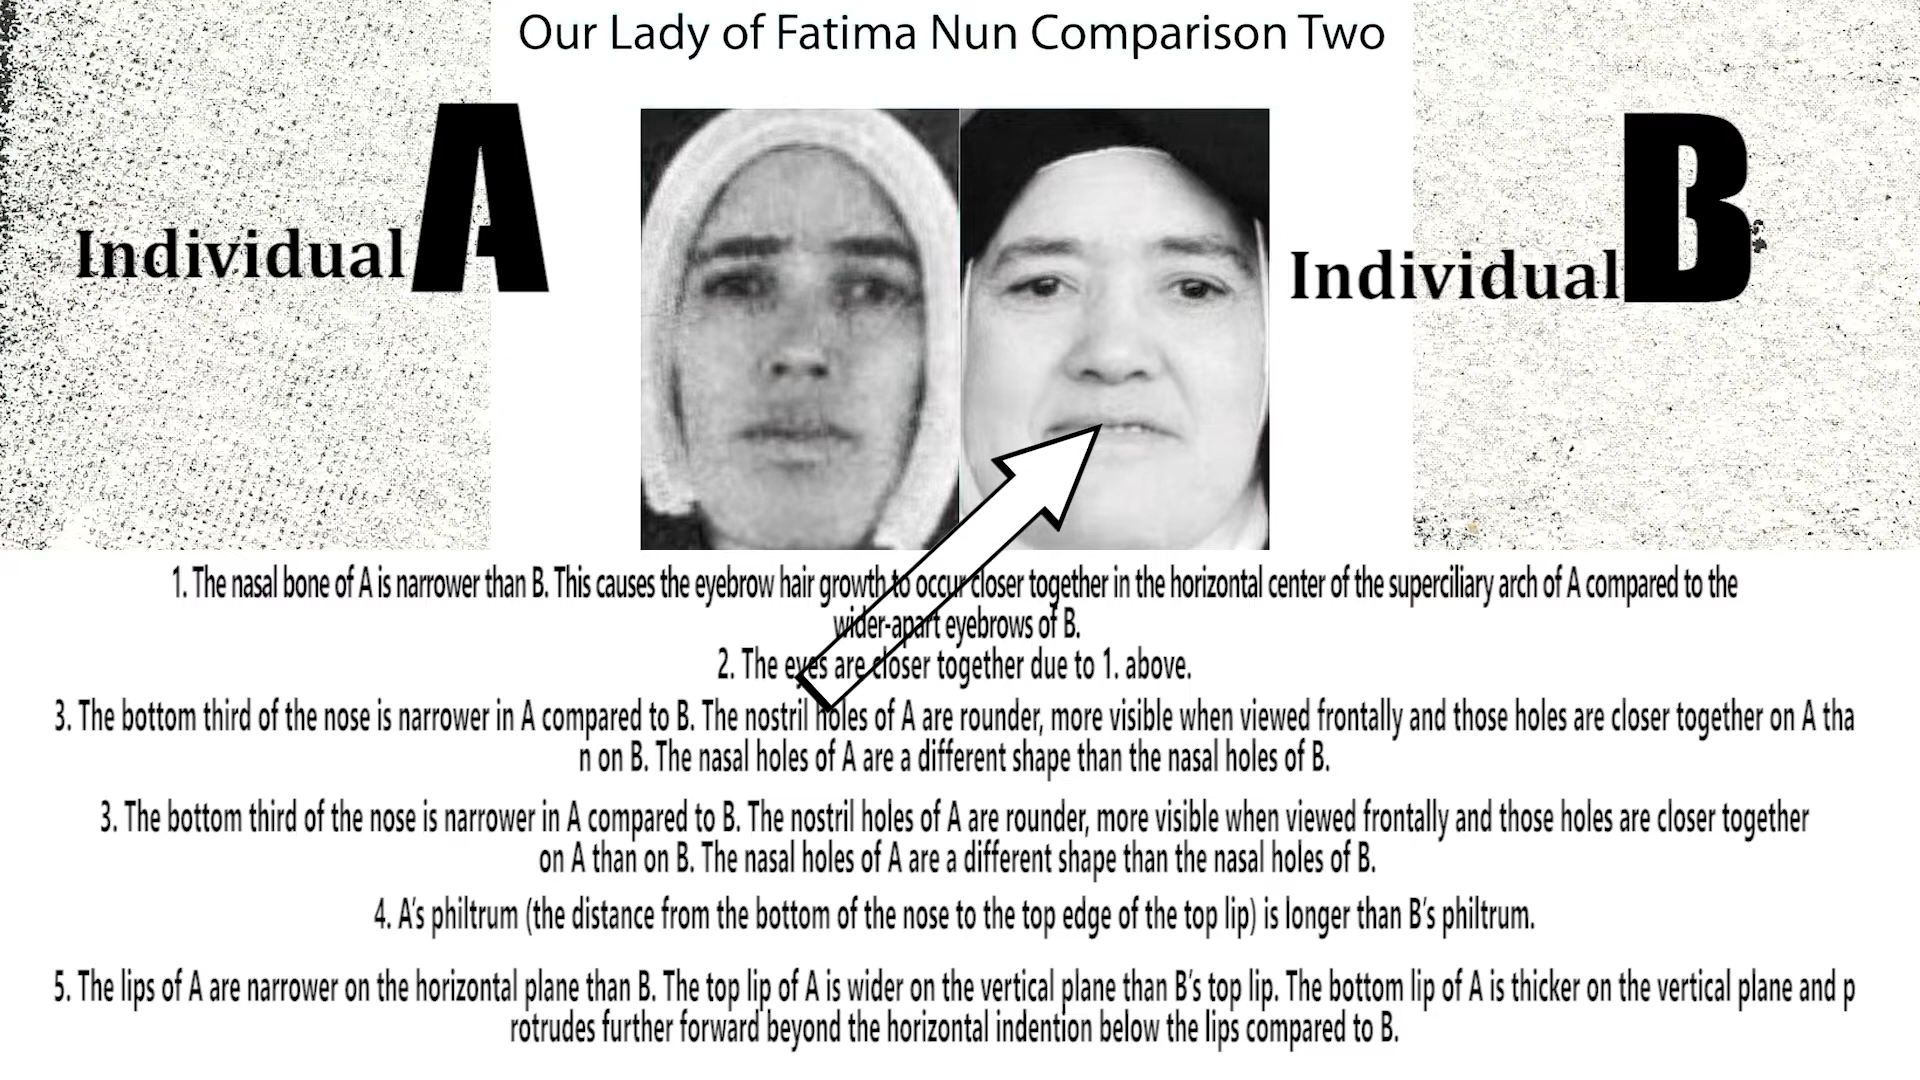 Our Lady of Fatima Nun Comparison Two
Individual A
Individual B
1. The nasal bone of A is narrower than B. This causes the eyebrow hair growth to occur closer together in the horizontal center of the superciliary arch of A compared to the
wider-apart eyebrows of B.
2. The eyes are closer together due to 1. above.
3. The bottom third of the nose is narrower in A compared to B. The nostril holes of A are rounder, more visible when viewed frontally and those holes are closer together on A tha
n on B. The nasal holes of A are a different shape than the nasal holes of B.
3. The bottom third of the nose is narrower in A compared to B. The nostril holes of A are rounder, more visible when viewed frontally and those holes are closer together
on A than on B. The nasal holes of A are a different shape than the nasal holes of B.
4. A's philtrum (the distance from the bottom of the nose to the top edge of the top lip) is longer than B's philtrum.
5. The lips of A are narrower on the horizontal plane than B. The top lip of A is wider on the vertical plane than B's top lip. The bottom lip of A is thicker on the vertical plane and p
rotrudes further forward beyond the horizontal indention below the lips compared to B.